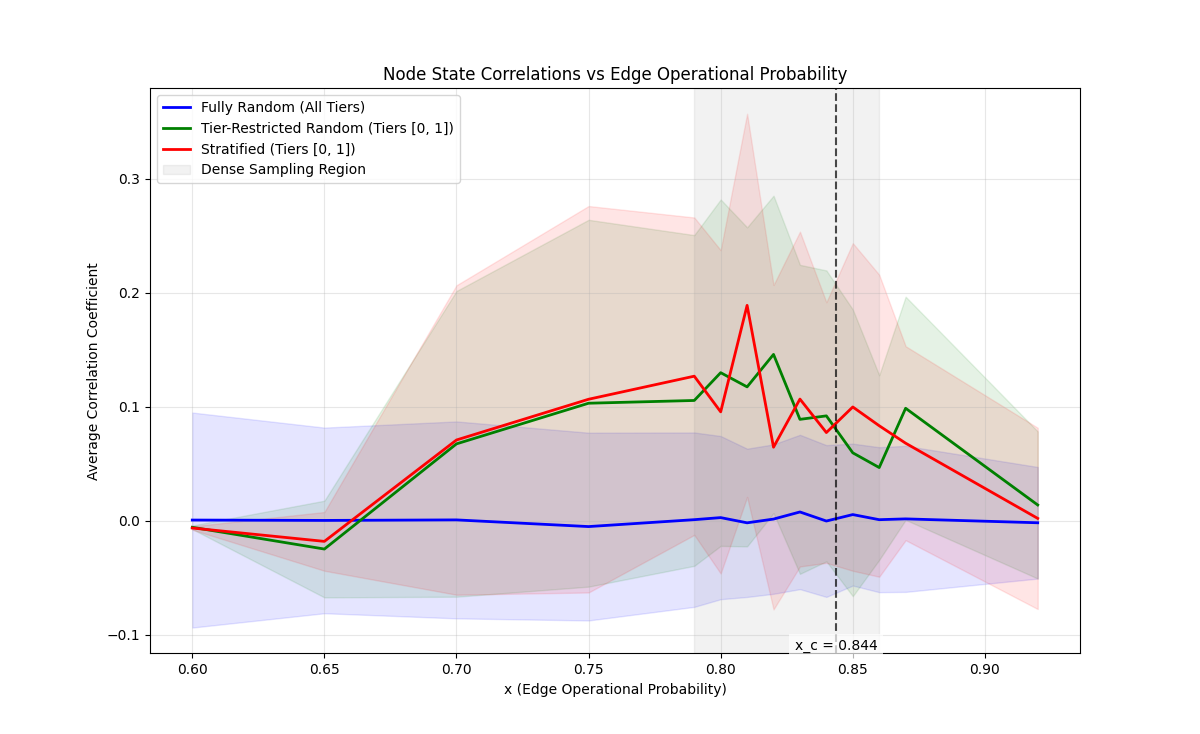 Node State Correlations vs Edge Operational Probability
Fully Random (All Tiers)
Tier-Restricted Random (Tiers [0, 1])
Stratified (Tiers [0, 1])
Dense Sampling Region
Average Correlation Coefficient
0.3
0.2
0.1
0.0
−0.1
x_c = 0.844
0.60 0.65 0.70 0.75 0.80 0.85 0.90
x (Edge Operational Probability)